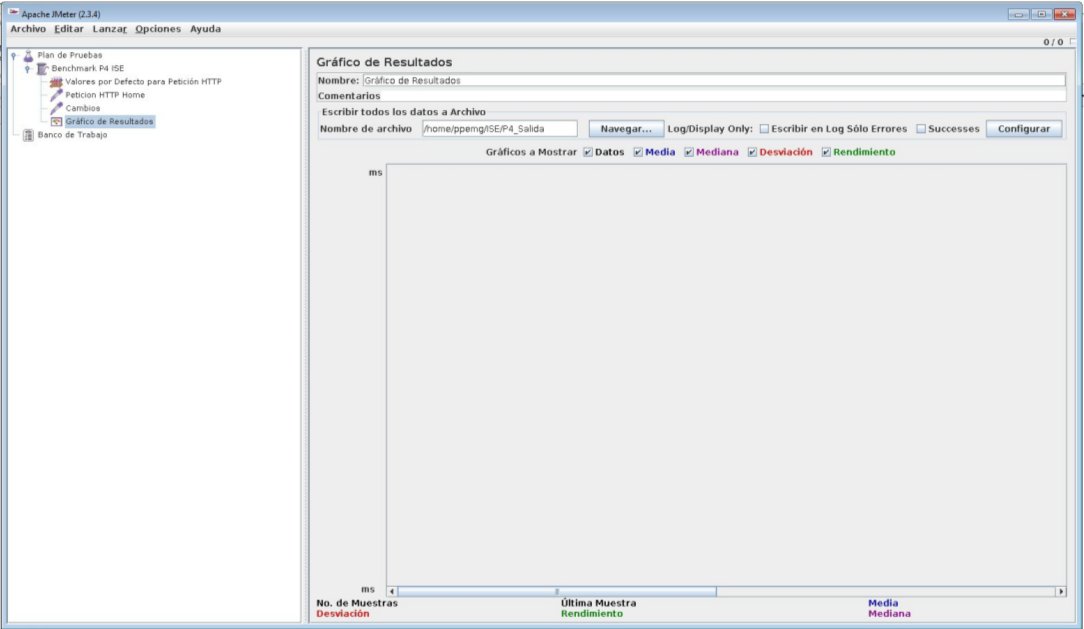 Apache JMeter (2.3.4)
Archivo Editar Lanzar Opciones Ayuda
0 / 0
Plan de Pruebas
Benchmark P4 ISE
Valores por Defecto para Petición HTTP
Peticion HTTP Home
Cambios
Gráfico de Resultados
Banco de Trabajo
Gráfico de Resultados
Nombre: Gráfico de Resultados
Comentarios
Escribir todos los datos a Archivo
Nombre de archivo /home/ppemg/ISE/P4_Salida Navegar... Log/Display Only: Escribir en Log Sólo Errores Successes Configurar
Gráficos a Mostrar Datos Media Mediana Desviación Rendimiento
ms
ms
No. de Muestras Última Muestra Media
Desviación Rendimiento Mediana